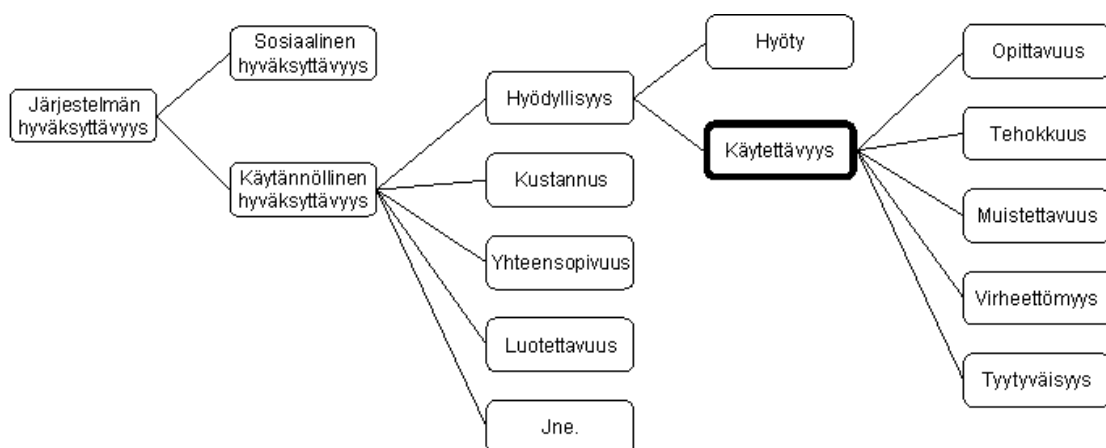 Järjestelmän
hyväksyttävyys
Sosiaalinen
hyväksyttävyys
Käytännöllinen
hyväksyttävyys
Hyödyllisyys
Kustannus
Yhteensopivuus
Luotettavuus
Jne.
Hyöty
Käytettävyys
Opittavuus
Tehokkuus
Muistettavuus
Virheettömyys
Tyytyväisyys